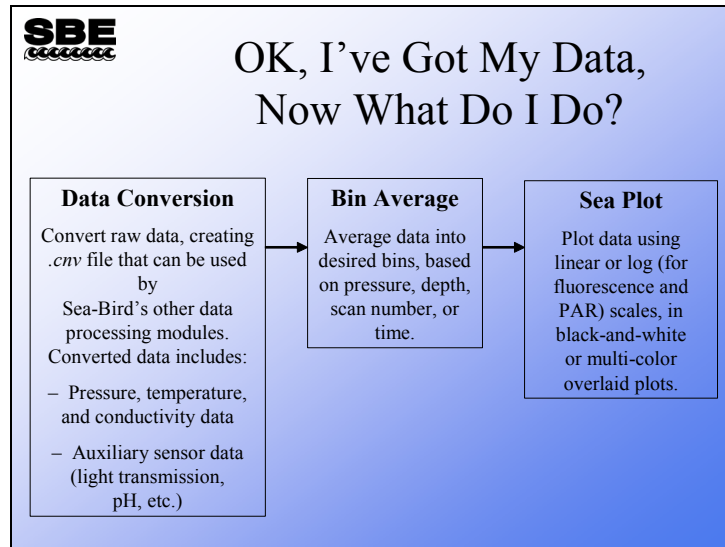 SBE
OK, I’ve Got My Data,
Now What Do I Do?
Data Conversion
Convert raw data, creating
.cnv file that can be used
by
Sea-Bird’s other data
processing modules.
Converted data includes:
– Pressure, temperature,
and conductivity data
– Auxiliary sensor data
(light transmission,
pH, etc.)
Bin Average
Average data into
desired bins, based
on pressure, depth,
scan number, or
time.
Sea Plot
Plot data using
linear or log (for
fluorescence and
PAR) scales, in
black-and-white
or multi-color
overlaid plots.